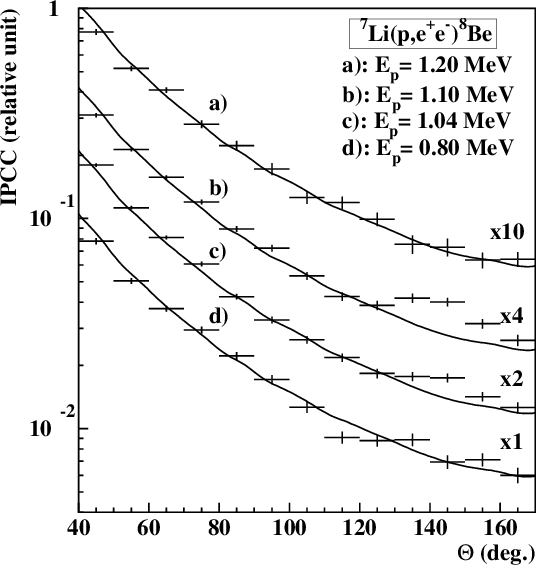 1
⁷Li(p,e⁺e⁻)⁸Be
a): Eₚ= 1.20 MeV
b): Eₚ= 1.10 MeV
c): Eₚ= 1.04 MeV
d): Eₚ= 0.80 MeV
IPCC (relative unit)
a)
b)
10⁻¹
x10
c)
d)
x4
x2
10⁻²
x1
40 60 80 100 120 140 160
Θ (deg.)